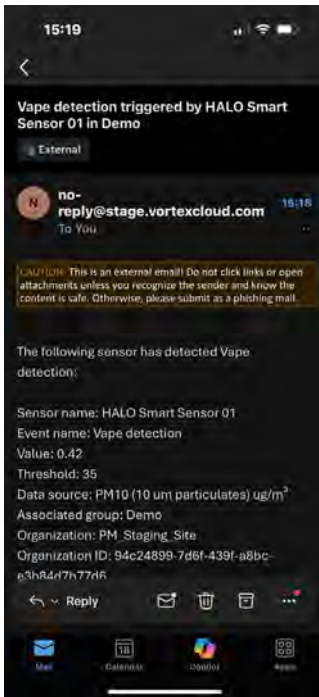 15:19
Vape detection triggered by HALO Smart
Sensor 01 in Demo
External
N
no-
reply@stage.vortexcloud.com
15:18
To You
CAUTION: This is an external email! Do not click links or open
attachments unless you recognize the sender and know the
content is safe. Otherwise, please submit as a phishing mail.
The following sensor has detected Vape
detection:
Sensor name: HALO Smart Sensor 01
Event name: Vape detection
Value: 0.42
Threshold: 35
Data source: PM10 (10 um particulates) ug/m³
Associated group: Demo
Organization: PM_Staging_Site
Organization ID: 94c24899-7d6f-439f-a8bc-
e3b84d7b77d6
Reply
Mail
18
Calendar
Copilot
Apps